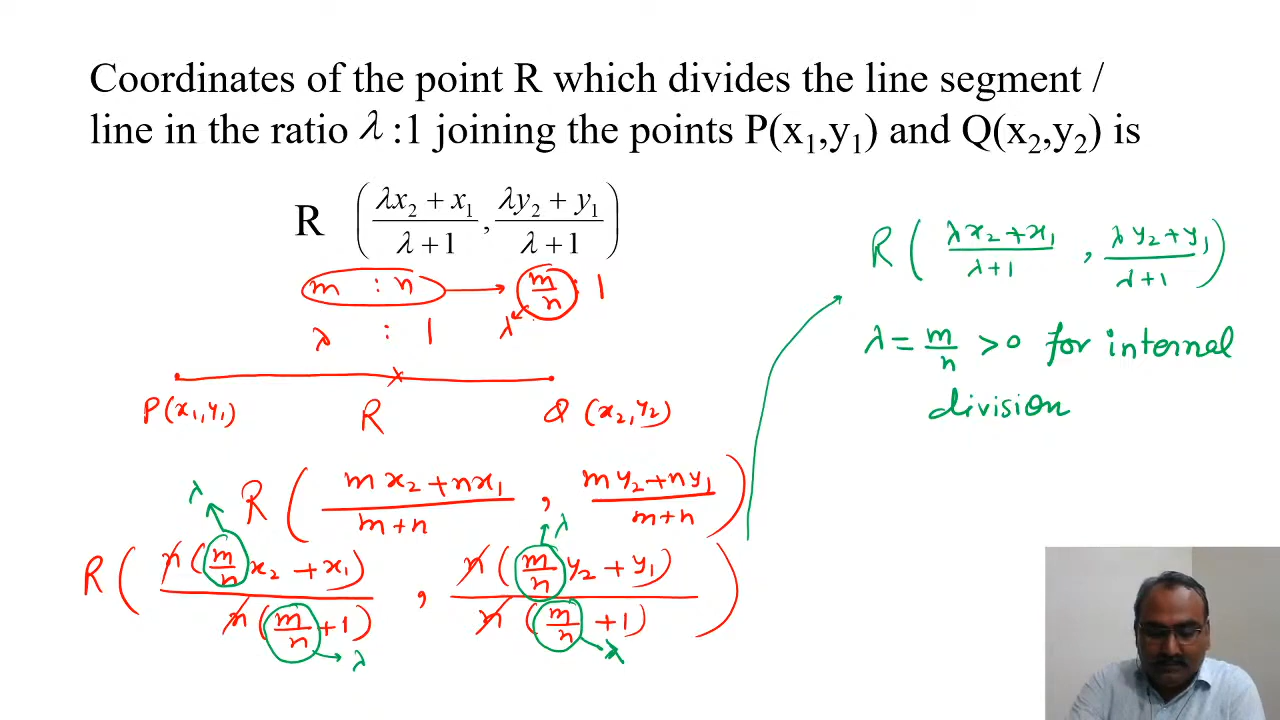 Coordinates of the point R which divides the line segment /
line in the ratio λ :1 joining the points P(x₁,y₁) and Q(x₂,y₂) is
R ( (λx₂ + x₁)/(λ + 1) , (λy₂ + y₁)/(λ + 1) )
m : n → m/n : 1
λ : 1 λ
P(x₁,y₁) R Q (x₂,y₂)
R ( (mx₂+nx₁)/(m+n) , (my₂+ny₁)/(m+n) )
λ λ
R ( n(m/n x₂ + x₁)/n(m/n +1) , n(m/n y₂ + y₁)/n(m/n +1) )
λ λ
R ( (λx₂+x₁)/(λ+1) , (λy₂+y₁)/(λ+1) )
λ = m/n >0 for internal
division